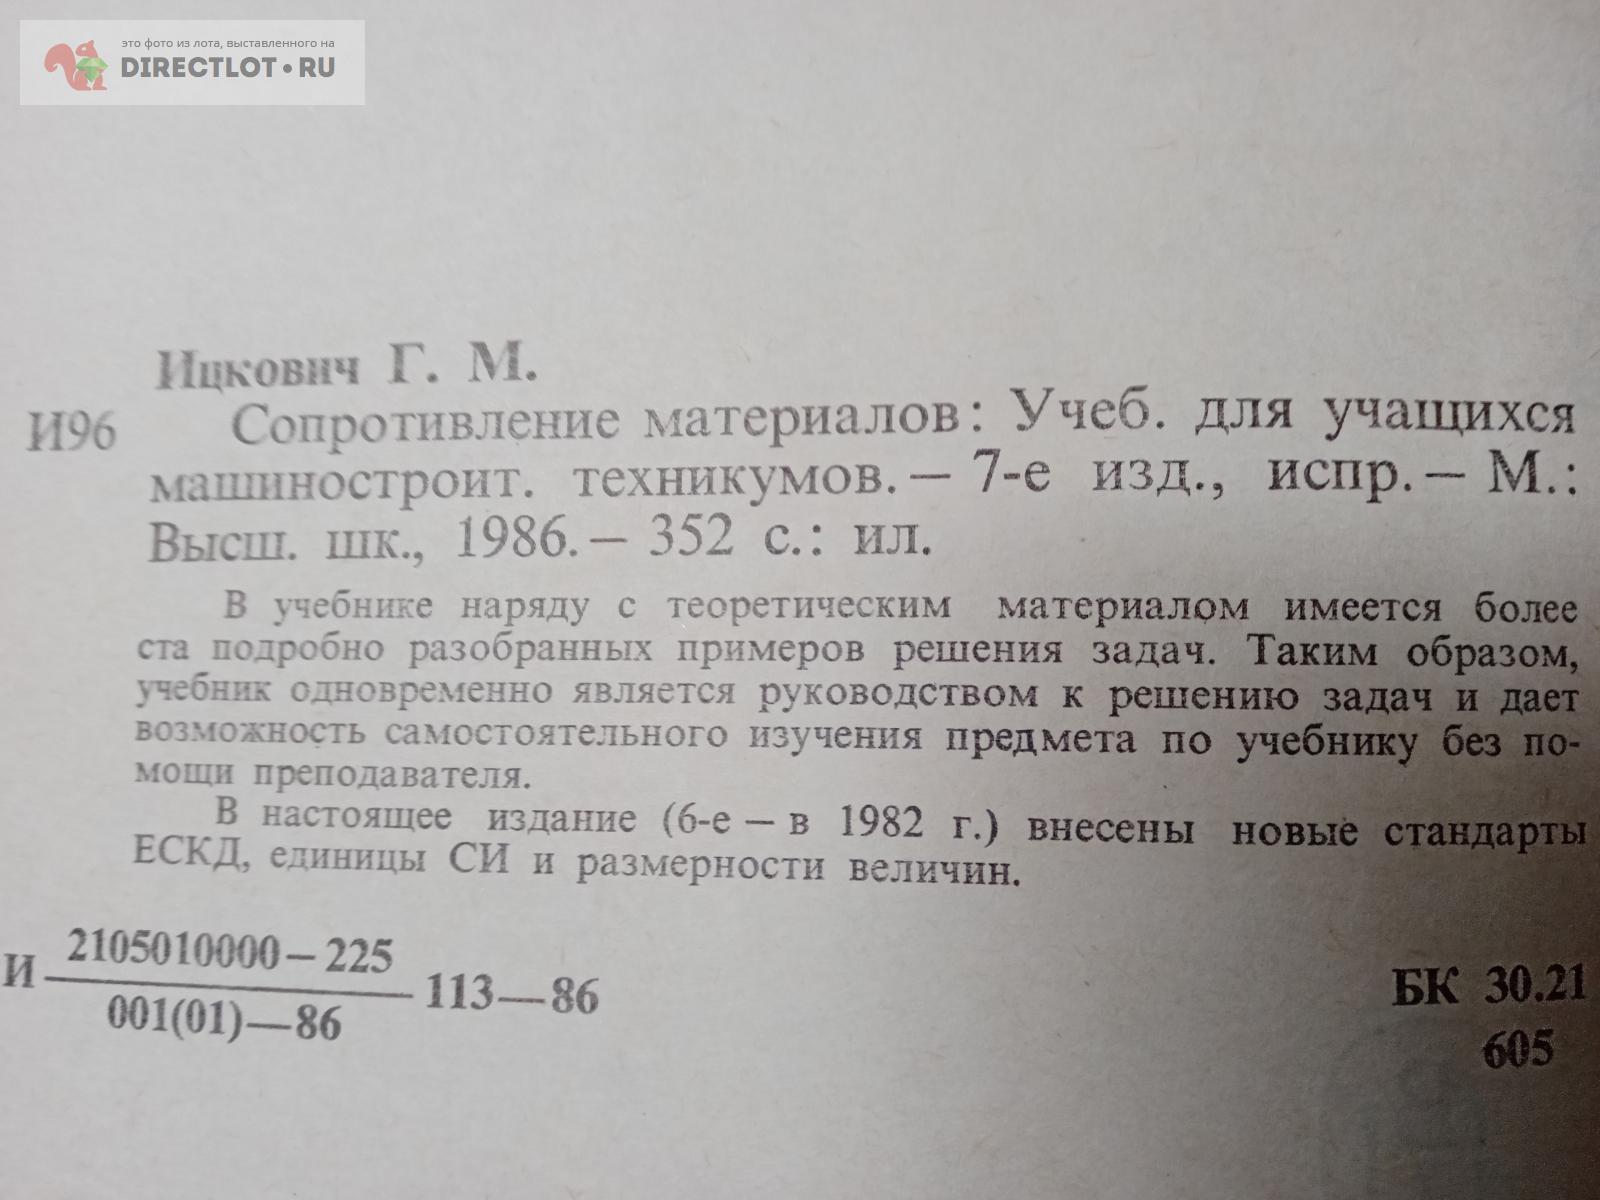 это фото из лота, выставленного на
DIRECTLOT•RU
Ицкович Г. М.
И96 Сопротивление материалов: Учеб. для учащихся
машиностроит. техникумов. — 7-е изд., испр. — М.:
Высш. шк., 1986. — 352 с.: ил.
В учебнике наряду с теоретическим материалом имеется более
ста подробно разобранных примеров решения задач. Таким образом,
учебник одновременно является руководством к решению задач и дает
возможность самостоятельного изучения предмета по учебнику без по-
мощи преподавателя.
В настоящее издание (6-е — в 1982 г.) внесены новые стандарты
ЕСКД, единицы СИ и размерности величин.
И 2105010000—225
001(01)—86
113—86
БК 30.21
605